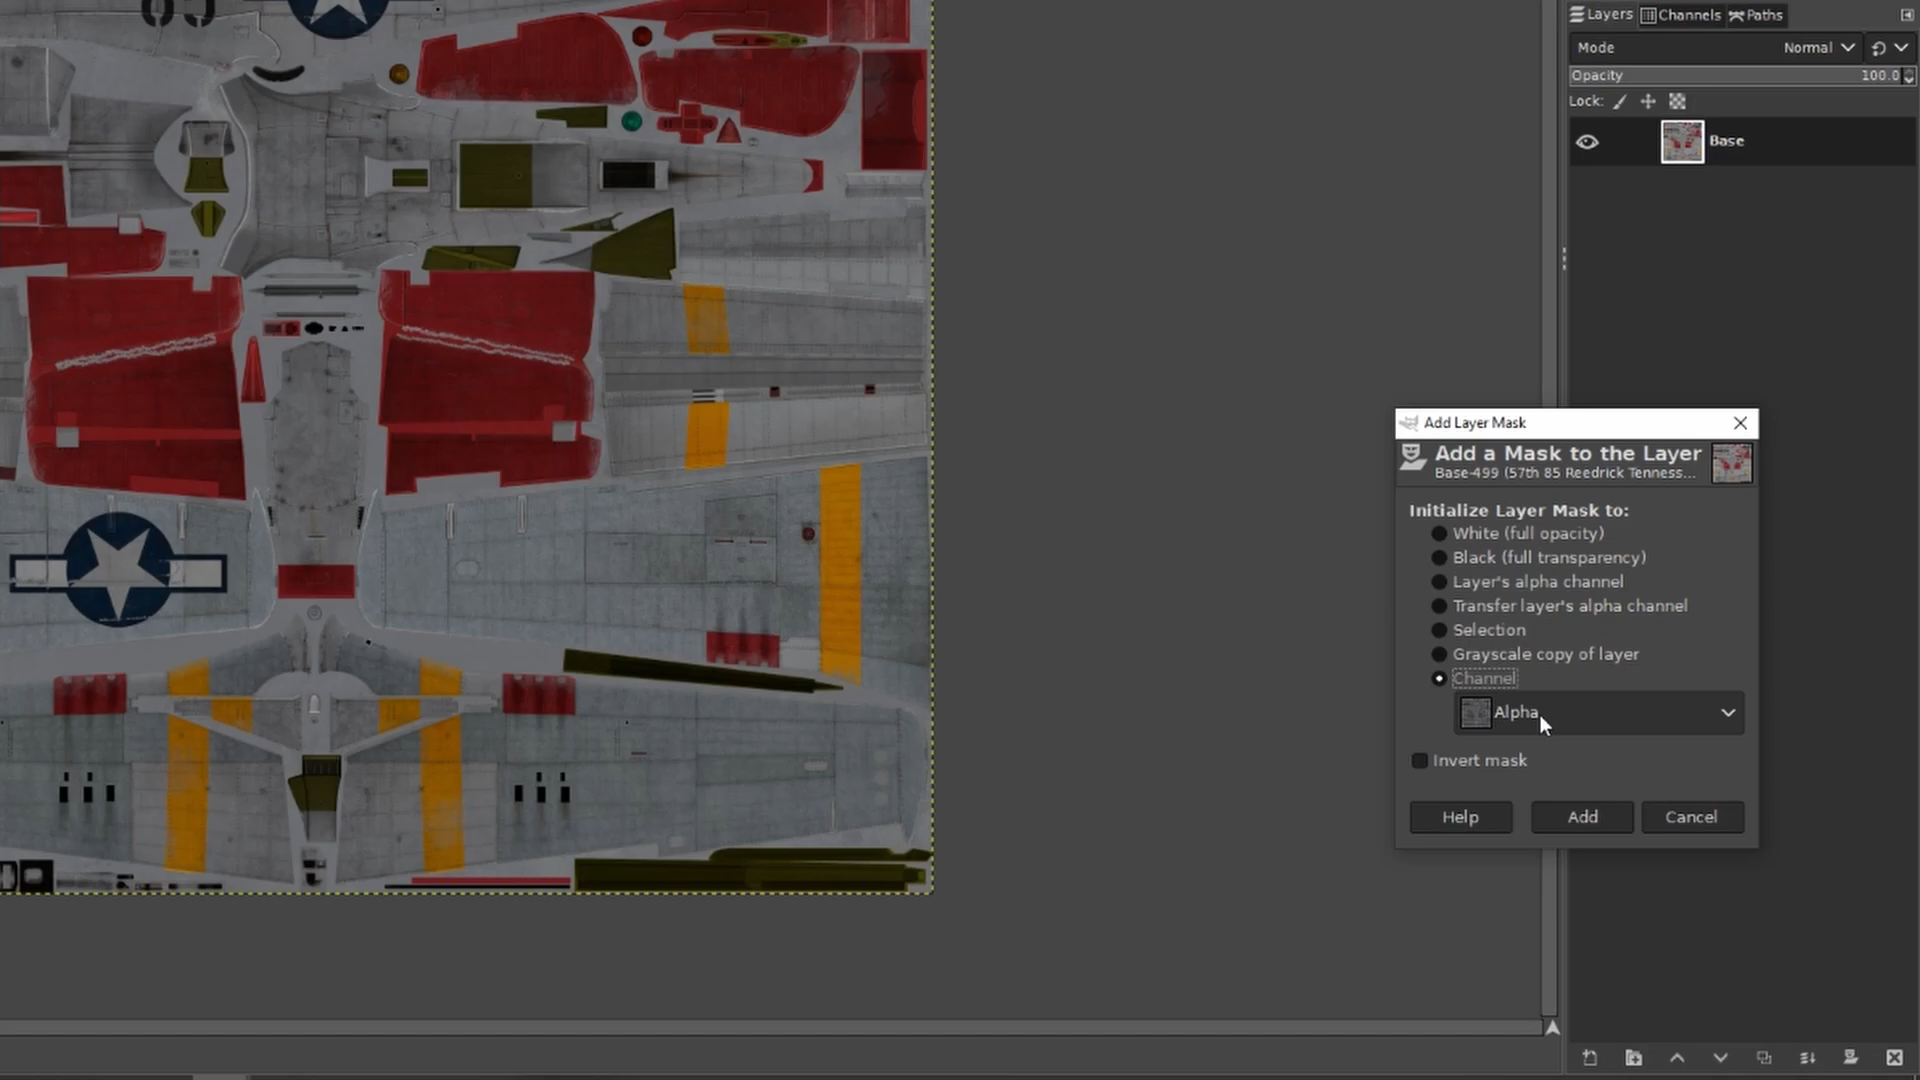 Layers Channels Paths
Mode Normal
Opacity 100.0
Lock:
Base
Add Layer Mask
Add a Mask to the Layer
Base-499 (57th 85 Reedrick Tenness...
Initialize Layer Mask to:
White (full opacity)
Black (full transparency)
Layer's alpha channel
Transfer layer's alpha channel
Selection
Grayscale copy of layer
Channel
Alpha
Invert mask
Help Add Cancel